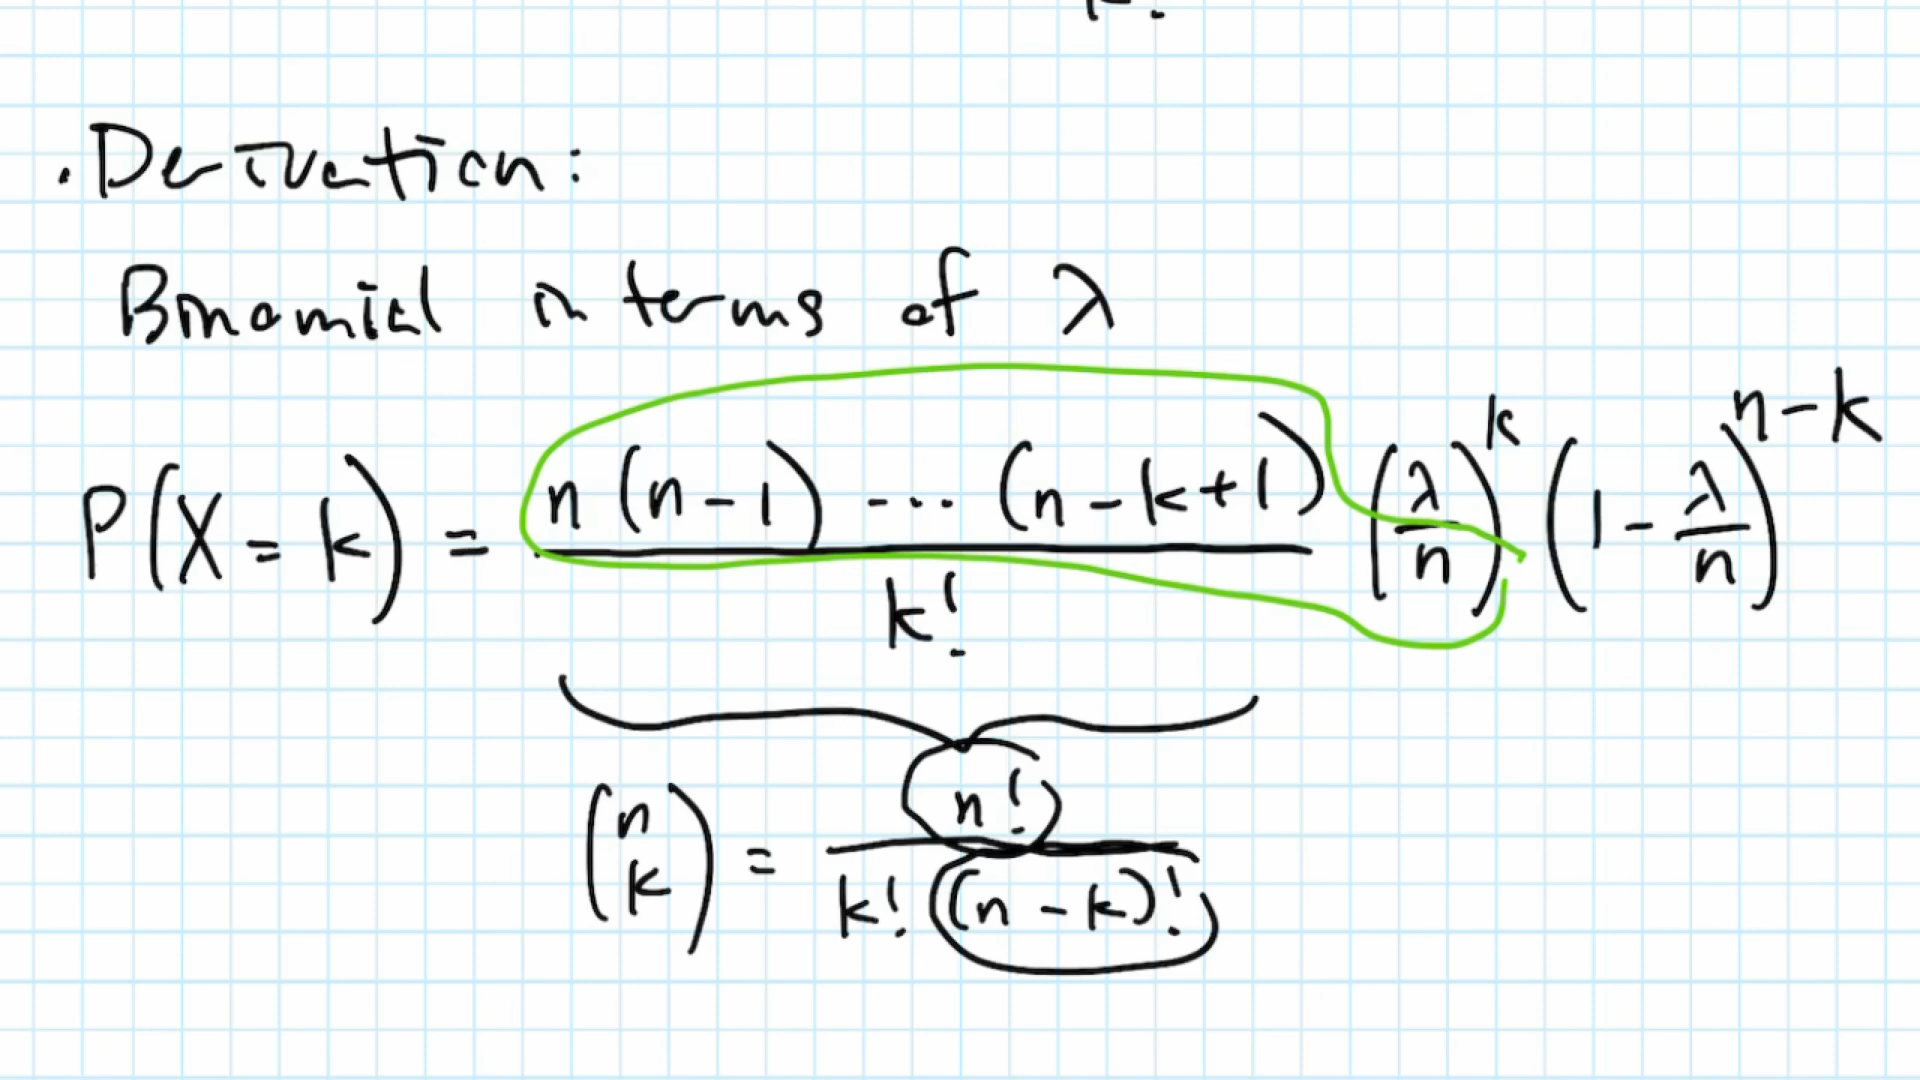 . Derivation:
Binomial in terms of λ
P(X = k) = n(n-1) ... (n-k+1) / k! (λ/n)^k (1 - λ/n)^(n-k)
(n k) = n! / k!(n-k)!